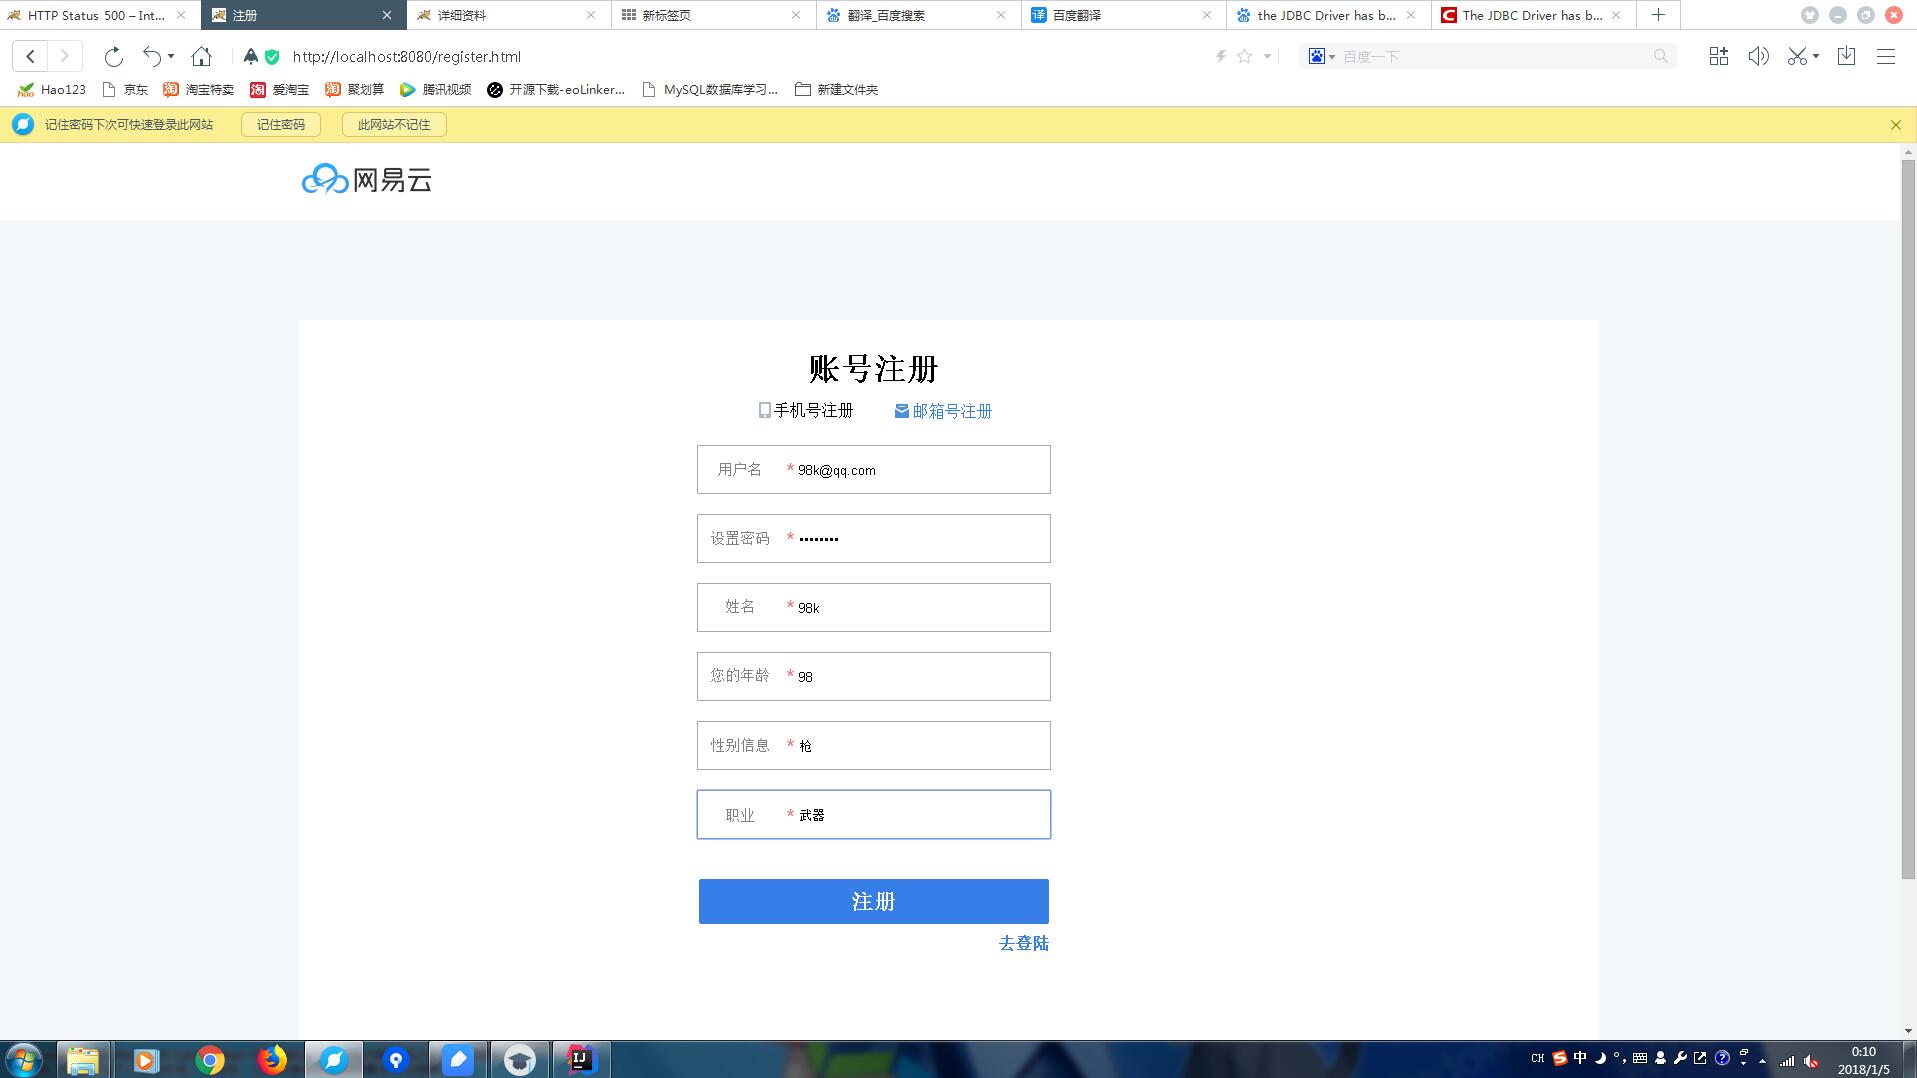 HTTP Status 500 – Int...
注册
详细资料
新标签页
翻译_百度搜索
译
百度翻译
the JDBC Driver has b...
The JDBC Driver has b...
http://localhost:8080/register.html
百度一下
Hao123
京东
淘宝特卖
爱淘宝
聚划算
腾讯视频
开源下载-eoLinker...
MySQL数据库学习...
新建文件夹
记住密码下次可快速登录此网站
记住密码
此网站不记住
网易云
账号注册
手机号注册
邮箱号注册
用户名 * 98k@qq.com
设置密码 * ••••••••
姓名 * 98k
您的年龄 * 98
性别信息 * 枪
职业 * 武器
注册
去登陆
IJ
CH
中
0:10
2018/1/5